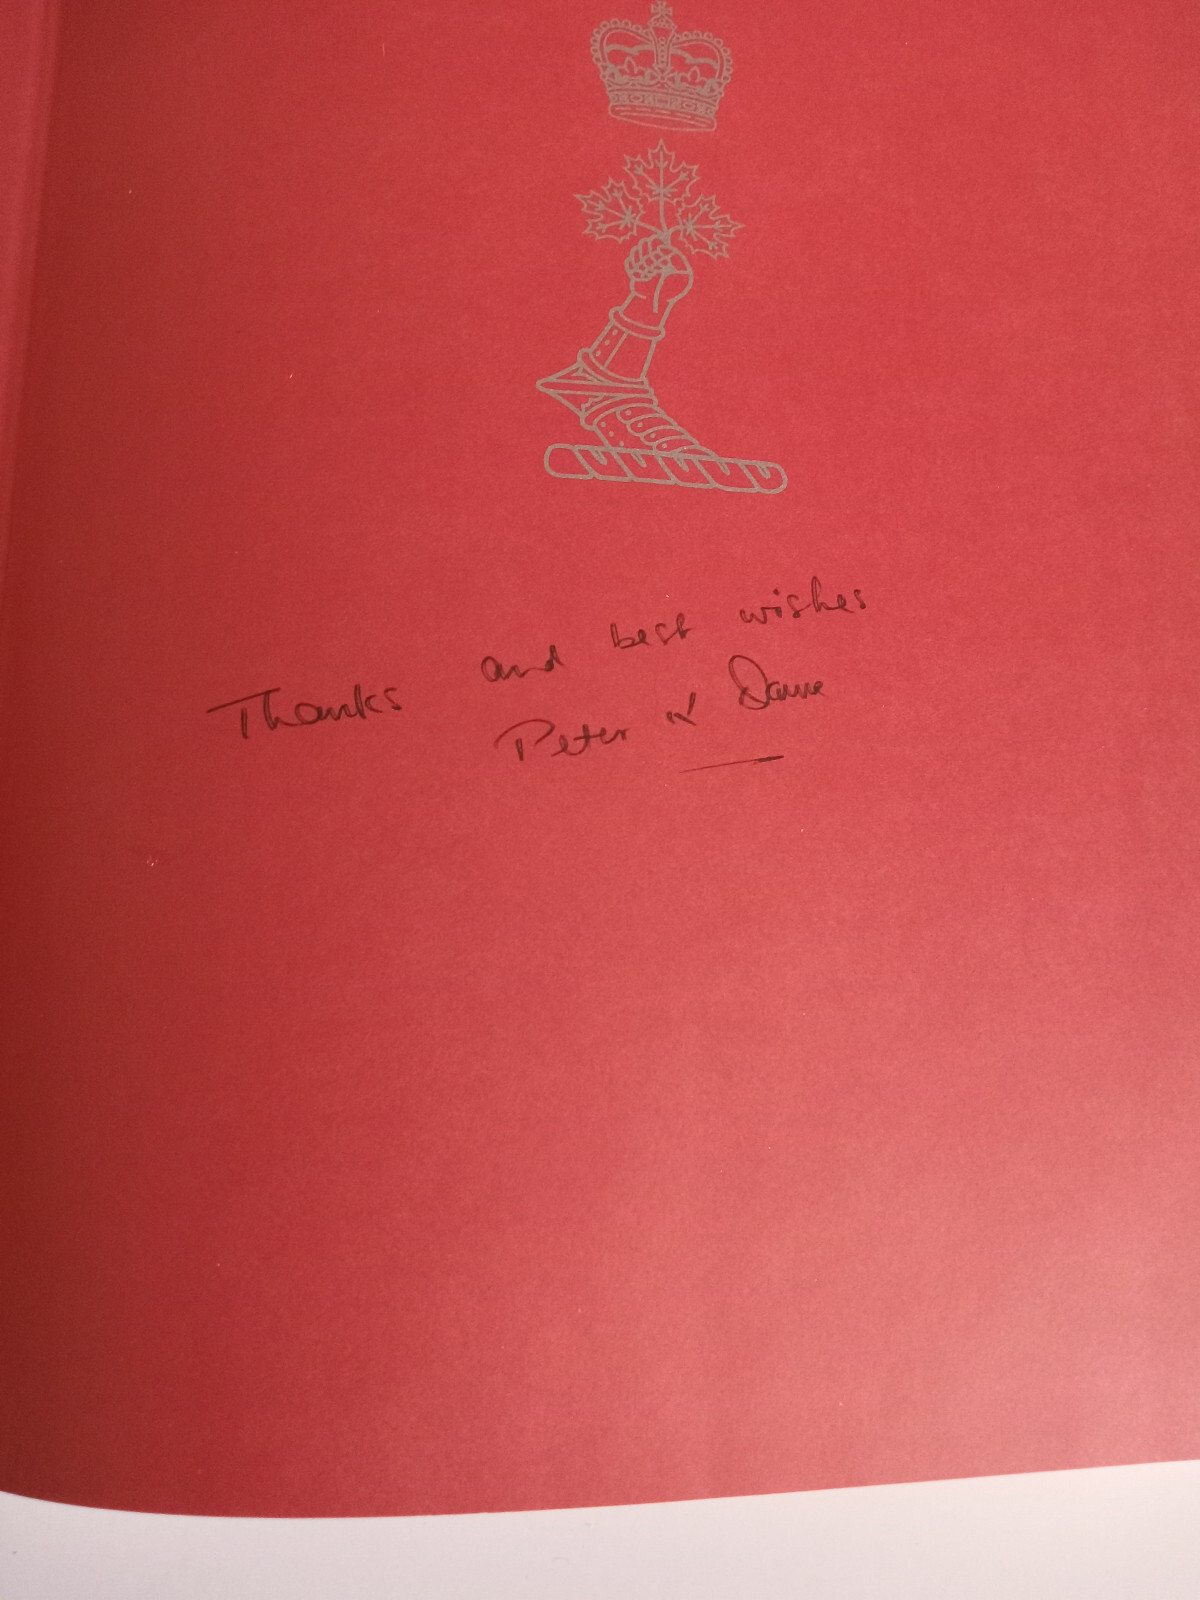 Thanks and best wishes
Peter &